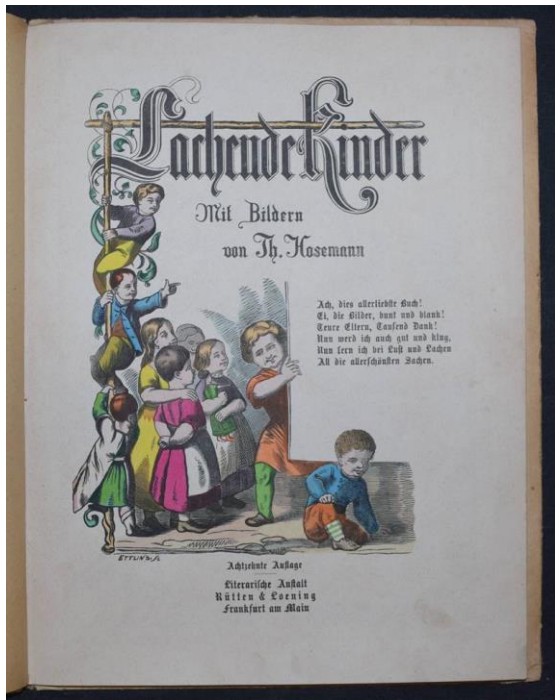 Lachende Kinder
Mit Bildern
von Th. Hosemann
Ach, dies allerliebste Buch!
Ei, die Bilder, bunt und blank!
Teure Eltern, Tausend Dank!
Nun werd ich auch gut und klug,
Nun lern ich bei Lust und Lachen
All die allerschönsten Sachen.
Achtzehnte Auflage
Literarische Anstalt
Rütten & Loening
Frankfurt am Main